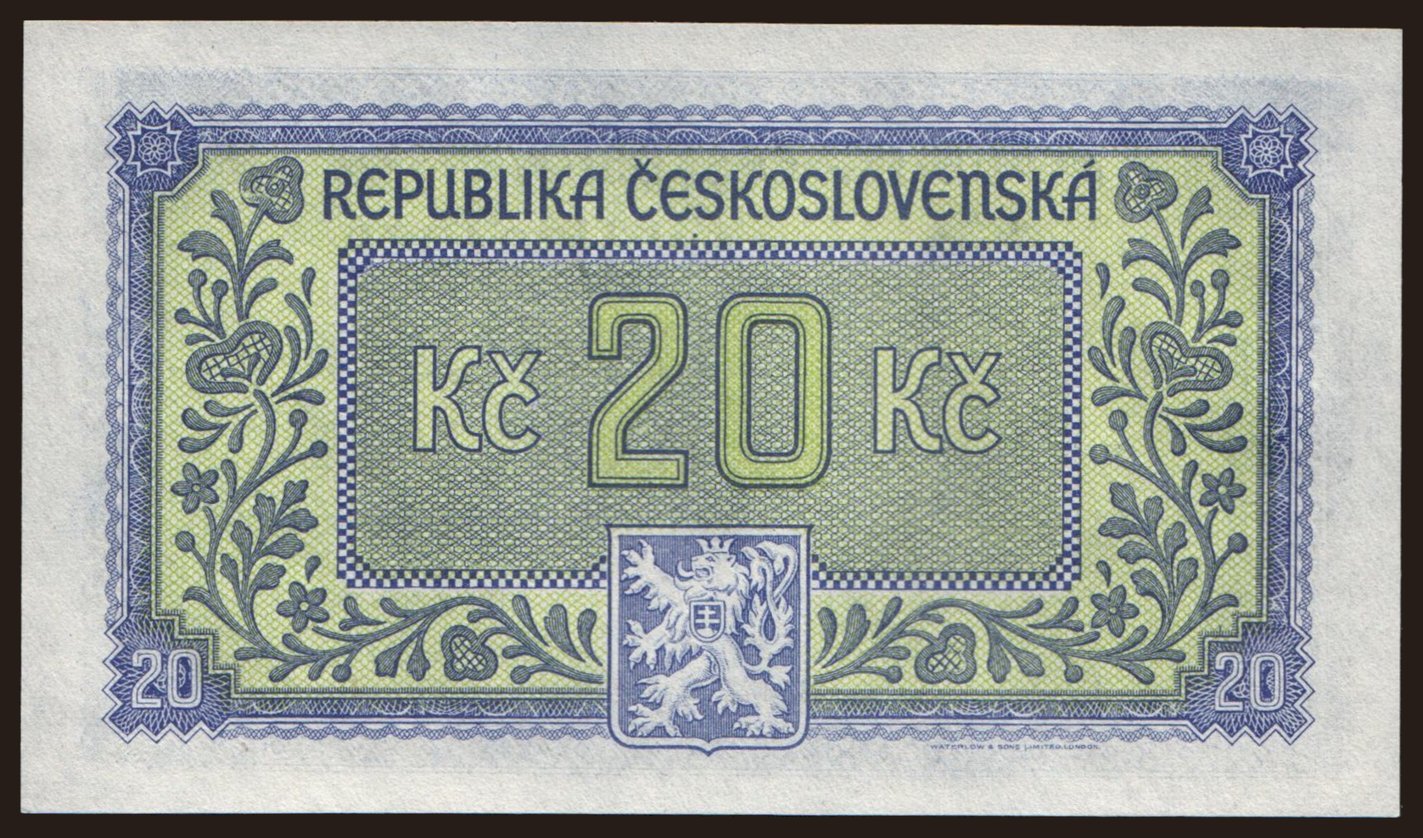 REPUBLIKA ČESKOSLOVENSKÁ
Kč 20 Kč
20 20
WATERLOW & SONS LIMITED, LONDON.